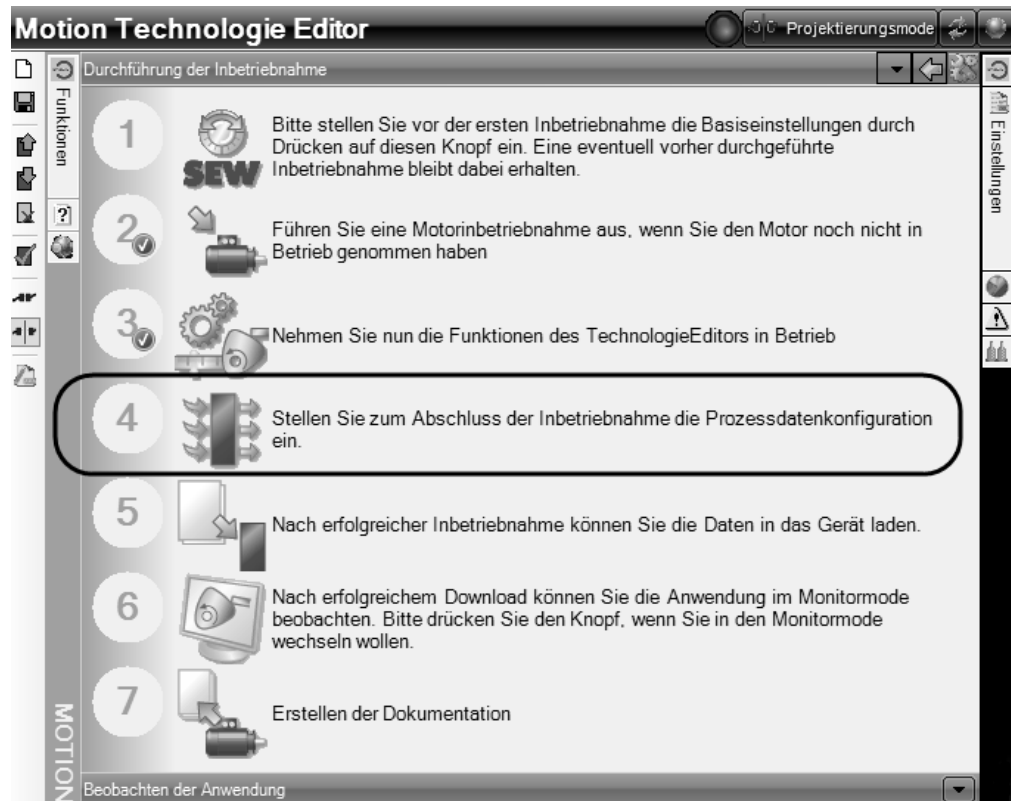 Motion Technologie Editor
Projektierungsmode
Durchführung der Inbetriebnahme
Funktionen
Einstellungen
1
SEW
Bitte stellen Sie vor der ersten Inbetriebnahme die Basiseinstellungen durch
Drücken auf diesen Knopf ein. Eine eventuell vorher durchgeführte
Inbetriebnahme bleibt dabei erhalten.
2
Führen Sie eine Motorinbetriebnahme aus, wenn Sie den Motor noch nicht in
Betrieb genommen haben
3
Nehmen Sie nun die Funktionen des TechnologieEditors in Betrieb
4
Stellen Sie zum Abschluss der Inbetriebnahme die Prozessdatenkonfiguration
ein.
5
Nach erfolgreicher Inbetriebnahme können Sie die Daten in das Gerät laden.
6
Nach erfolgreichem Download können Sie die Anwendung im Monitormode
beobachten. Bitte drücken Sie den Knopf, wenn Sie in den Monitormode
wechseln wollen.
7
Erstellen der Dokumentation
MOTION
Beobachten der Anwendung